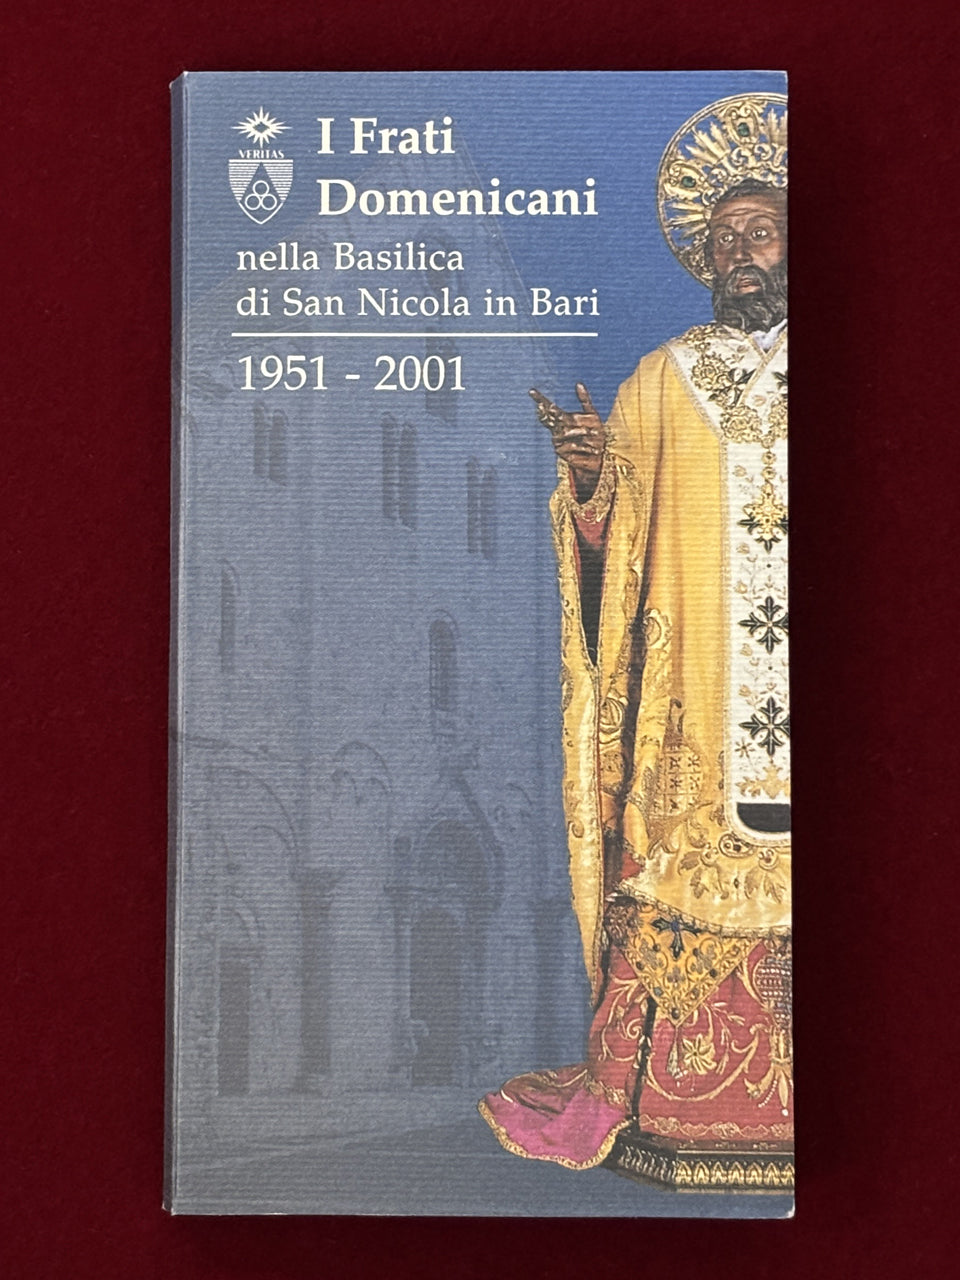 VERITAS
I Frati
Domenicani
nella Basilica
di San Nicola in Bari
1951 - 2001